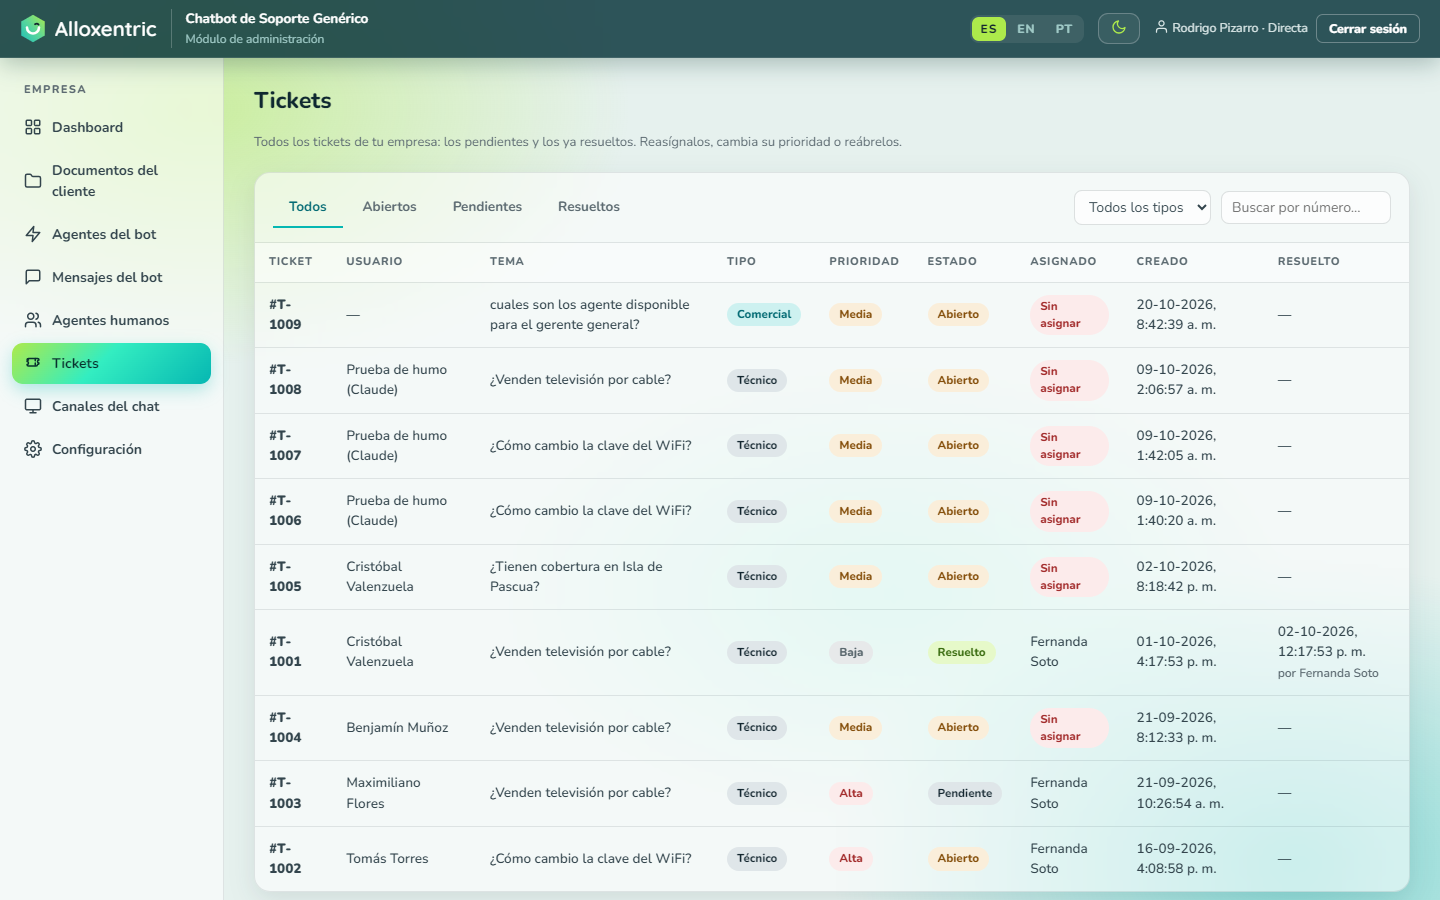 Alloxentric
Chatbot de Soporte Genérico
Módulo de administración
ES EN PT
Rodrigo Pizarro · Directa
Cerrar sesión
EMPRESA
Dashboard
Documentos del
cliente
Agentes del bot
Mensajes del bot
Agentes humanos
Tickets
Canales del chat
Configuración
Tickets
Todos los tickets de tu empresa: los pendientes y los ya resueltos. Reasígnalos, cambia su prioridad o reábrelos.
Todos Abiertos Pendientes Resueltos
Todos los tipos
Buscar por número...
TICKET USUARIO TEMA TIPO PRIORIDAD ESTADO ASIGNADO CREADO RESUELTO
#T-
1009
—
cuales son los agente disponible
para el gerente general?
Comercial
Media
Abierto
Sin
asignar
20-10-2026,
8:42:39 a. m.
—
#T-
1008
Prueba de humo
(Claude)
¿Venden televisión por cable?
Técnico
Media
Abierto
Sin
asignar
09-10-2026,
2:06:57 a. m.
—
#T-
1007
Prueba de humo
(Claude)
¿Cómo cambio la clave del WiFi?
Técnico
Media
Abierto
Sin
asignar
09-10-2026,
1:42:05 a. m.
—
#T-
1006
Prueba de humo
(Claude)
¿Cómo cambio la clave del WiFi?
Técnico
Media
Abierto
Sin
asignar
09-10-2026,
1:40:20 a. m.
—
#T-
1005
Cristóbal
Valenzuela
¿Tienen cobertura en Isla de
Pascua?
Técnico
Media
Abierto
Sin
asignar
02-10-2026,
8:18:42 p. m.
—
#T-
1001
Cristóbal
Valenzuela
¿Venden televisión por cable?
Técnico
Baja
Resuelto
Fernanda
Soto
01-10-2026,
4:17:53 p. m.
02-10-2026,
12:17:53 p. m.
por Fernanda Soto
#T-
1004
Benjamín Muñoz
¿Venden televisión por cable?
Técnico
Media
Abierto
Sin
asignar
21-09-2026,
8:12:33 p. m.
—
#T-
1003
Maximiliano
Flores
¿Venden televisión por cable?
Técnico
Alta
Pendiente
Fernanda
Soto
21-09-2026,
10:26:54 a. m.
—
#T-
1002
Tomás Torres
¿Cómo cambio la clave del WiFi?
Técnico
Alta
Abierto
Fernanda
Soto
16-09-2026,
4:08:58 p. m.
—